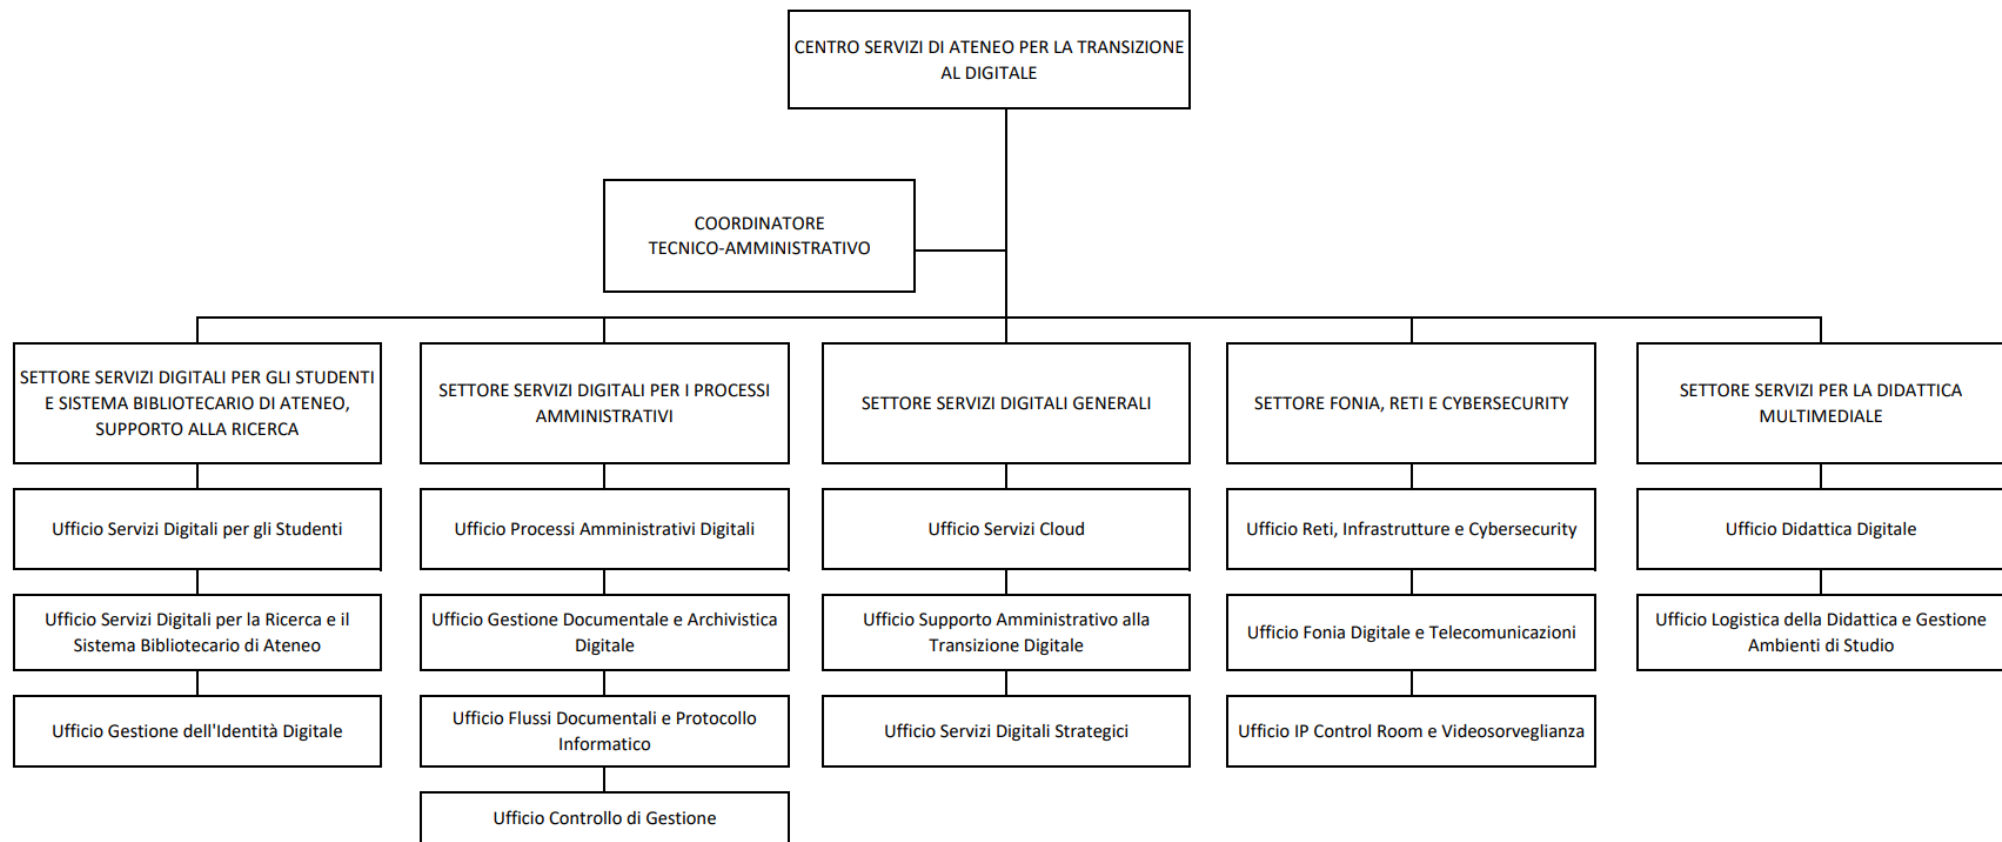 CENTRO SERVIZI DI ATENEO PER LA TRANSIZIONE
AL DIGITALE
COORDINATORE
TECNICO-AMMINISTRATIVO
SETTORE SERVIZI DIGITALI PER GLI STUDENTI
E SISTEMA BIBLIOTECARIO DI ATENEO,
SUPPORTO ALLA RICERCA
SETTORE SERVIZI DIGITALI PER I PROCESSI
AMMINISTRATIVI
SETTORE SERVIZI DIGITALI GENERALI
SETTORE FONIA, RETI E CYBERSECURITY
SETTORE SERVIZI PER LA DIDATTICA
MULTIMEDIALE
Ufficio Servizi Digitali per gli Studenti
Ufficio Processi Amministrativi Digitali
Ufficio Servizi Cloud
Ufficio Reti, Infrastrutture e Cybersecurity
Ufficio Didattica Digitale
Ufficio Servizi Digitali per la Ricerca e il
Sistema Bibliotecario di Ateneo
Ufficio Gestione Documentale e Archivistica
Digitale
Ufficio Supporto Amministrativo alla
Transizione Digitale
Ufficio Fonia Digitale e Telecomunicazioni
Ufficio Logistica della Didattica e Gestione
Ambienti di Studio
Ufficio Gestione dell'Identità Digitale
Ufficio Flussi Documentali e Protocollo
Informatico
Ufficio Servizi Digitali Strategici
Ufficio IP Control Room e Videosorveglianza
Ufficio Controllo di Gestione